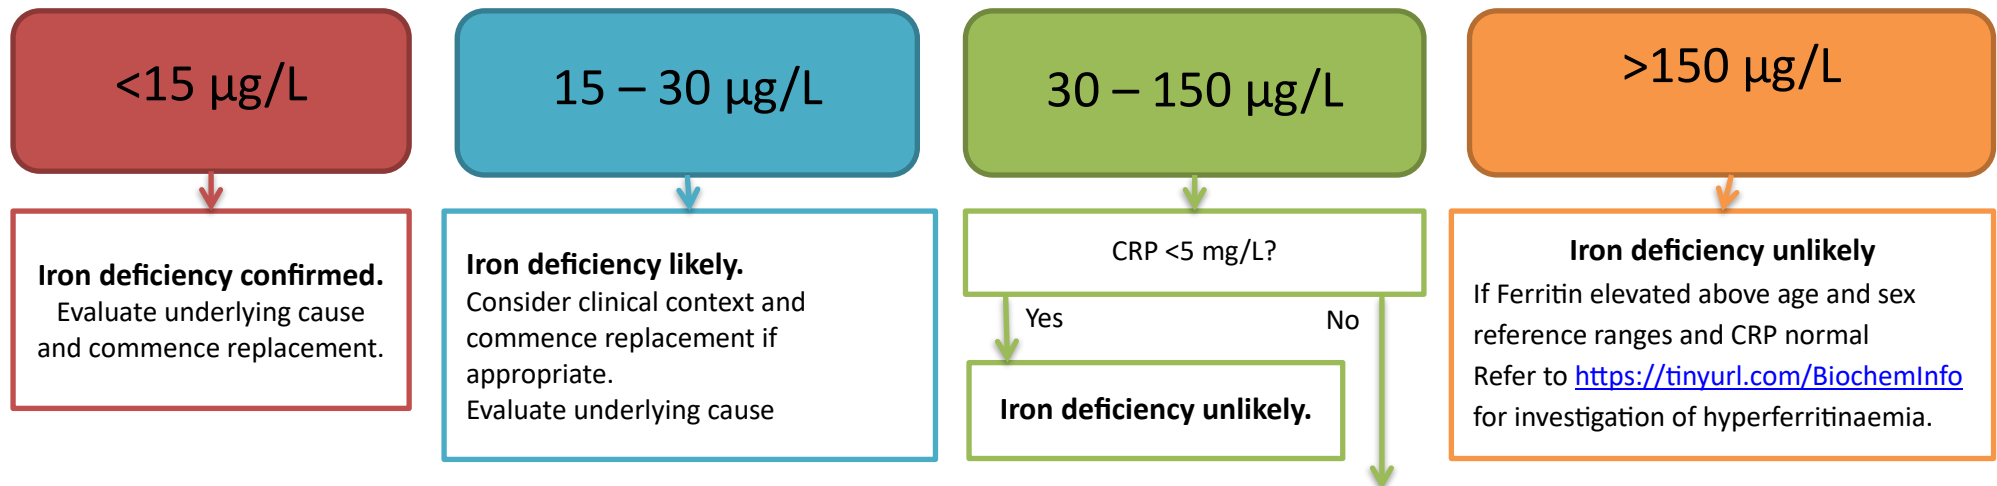 <15 µg/L
Iron deficiency confirmed.
Evaluate underlying cause
and commence replacement.
15 – 30 µg/L
Iron deficiency likely.
Consider clinical context and
commence replacement if
appropriate.
Evaluate underlying cause
30 – 150 µg/L
CRP <5 mg/L?
Yes
No
Iron deficiency unlikely.
>150 µg/L
Iron deficiency unlikely
If Ferritin elevated above age and sex
reference ranges and CRP normal
Refer to https://tinyurl.com/BiochemInfo
for investigation of hyperferritinaemia.